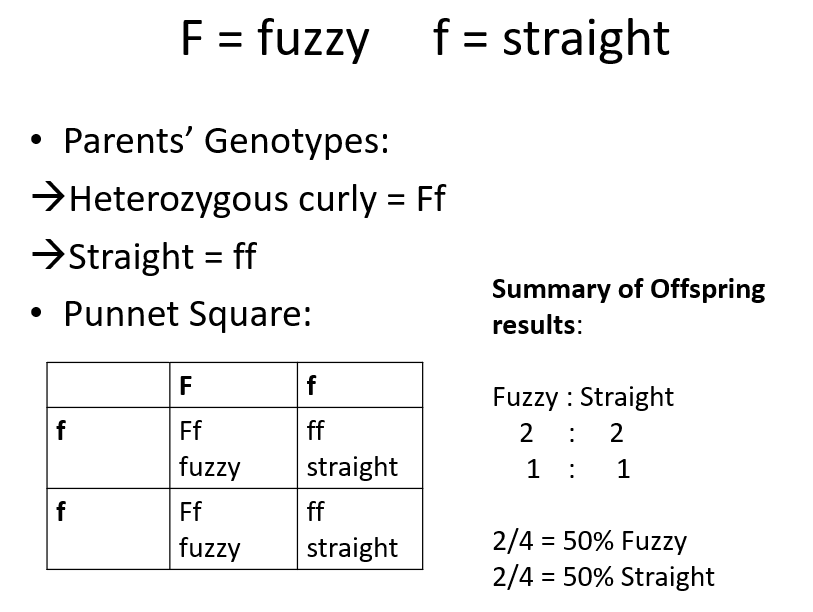 F = fuzzy f = straight
• Parents’ Genotypes:
→Heterozygous curly = Ff
→Straight = ff
• Punnet Square:
F f
f Ff ff
fuzzy straight
f Ff ff
fuzzy straight
Summary of Offspring
results:
Fuzzy : Straight
2 : 2
1 : 1
2/4 = 50% Fuzzy
2/4 = 50% Straight